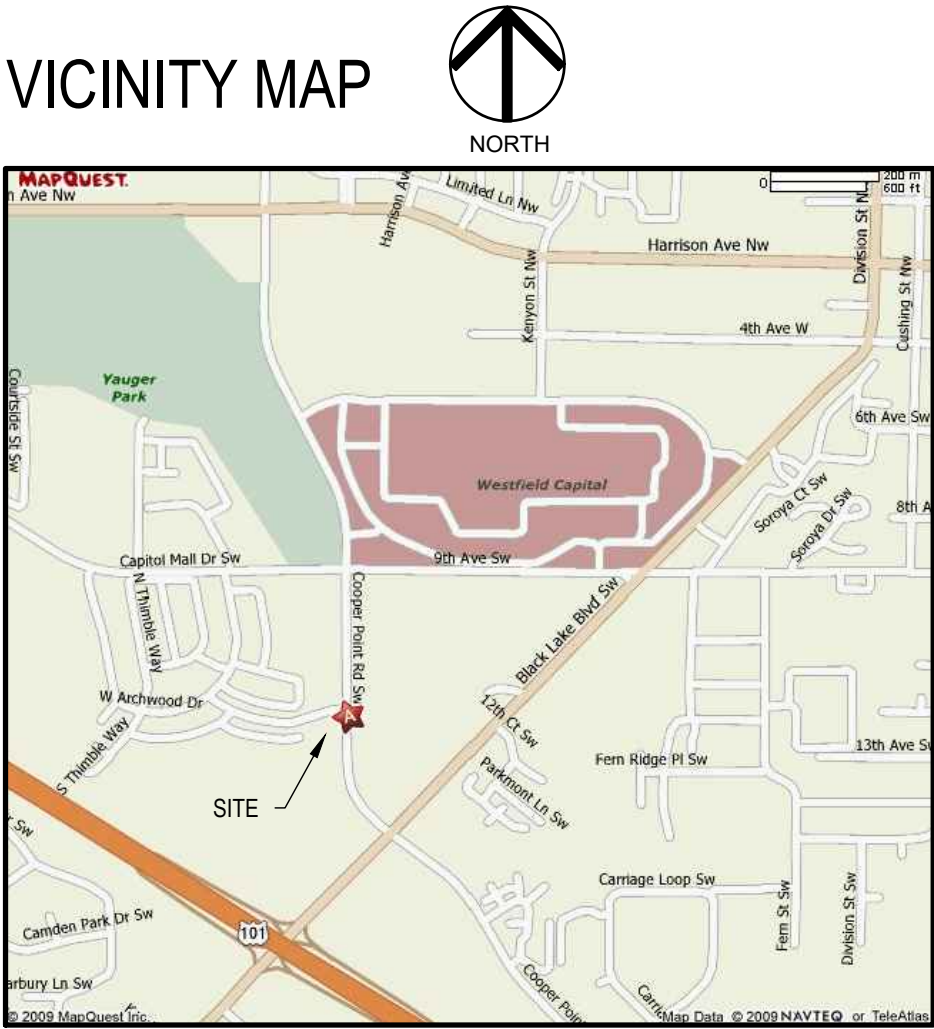 VICINITY MAP
NORTH
MAPQUEST.
n Ave Nw
Harrison Av
Limited Ln Nw
0
200 m
600 ft
Division St N
Harrison Ave Nw
Kenyon St Nw
Cushing St Nw
4th Ave W
Yauger
Park
Courtside St Sw
6th Ave Sw
Westfield Capital
Soroya Ct Sw
Soroya Dr Sw
8th A
Capitol Mall Dr Sw
9th Ave Sw
N Thimble Way
Cooper Point Rd Sw
Black Lake Blvd Sw
W Archwood Dr
A
12th Ct Sw
S Thimble Way
13th Ave Sw
Fern Ridge Pl Sw
Parkmont Ln Sw
SITE
r Sw
Carriage Loop Sw
Camden Park Dr Sw
101
Fern St Sw
Division St Sw
arbury Ln Sw
Cooper Poin
Carri
© 2009 MapQuest Inc.
Map Data © 2009 NAVTEQ or TeleAtlas